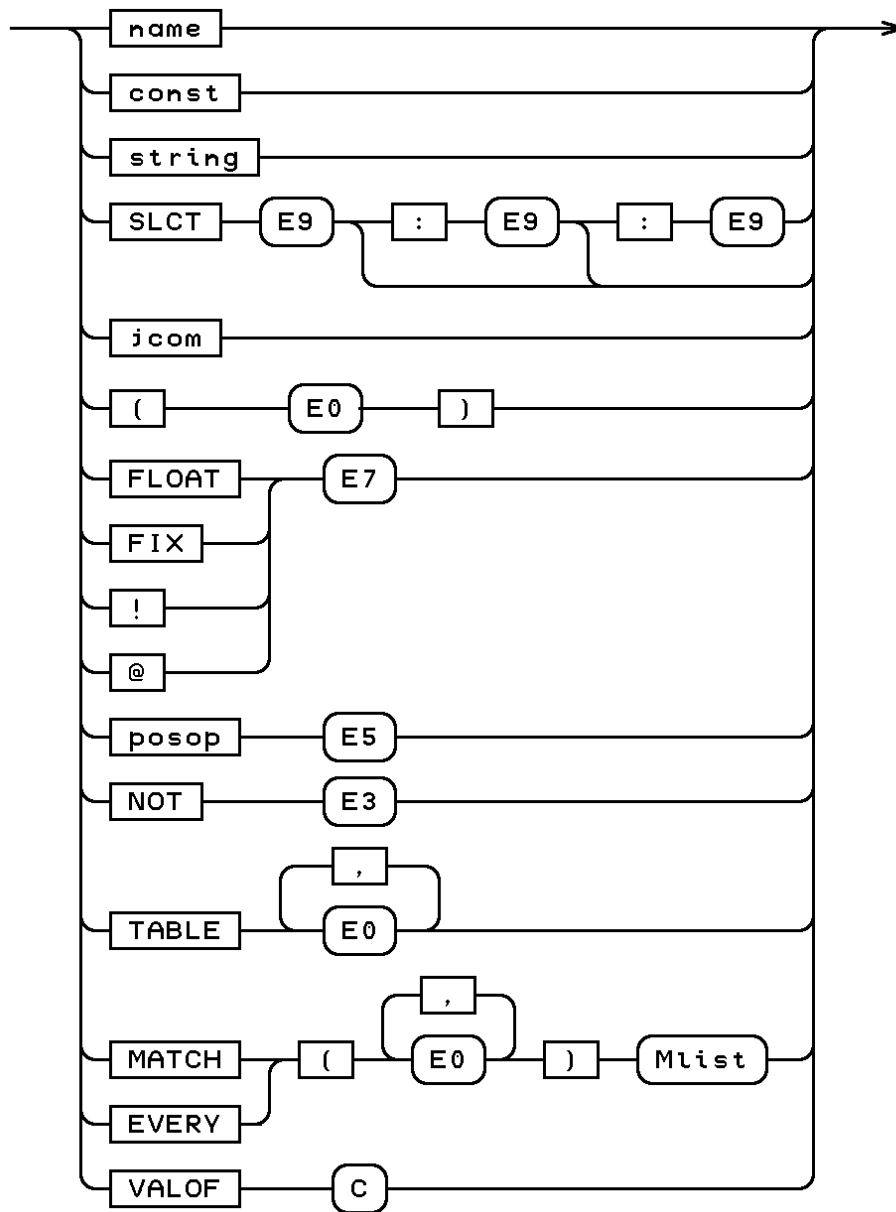 name
const
string
SLCT E9 : E9 : E9
jcom
( E0 )
FLOAT E7
FIX
!
@
posop E5
NOT E3
,
TABLE E0
,
MATCH ( E0 ) Mlist
EVERY
VALOF C